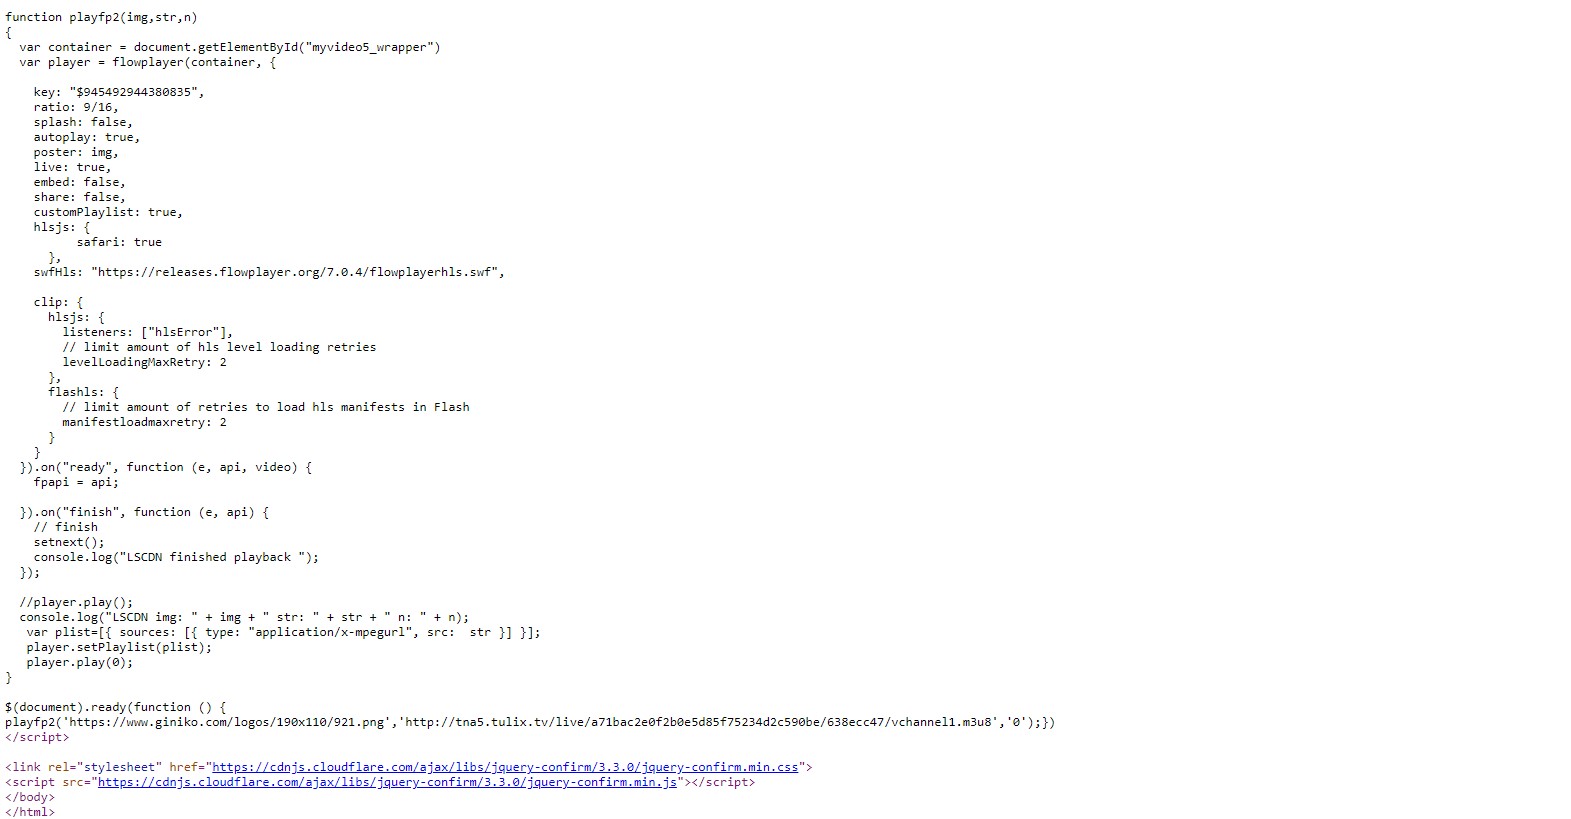 function playfp2(img,str,n)
{
  var container = document.getElementById("myvideo5_wrapper")
  var player = flowplayer(container, {

    key: "$945492944380835",
    ratio: 9/16,
    splash: false,
    autoplay: true,
    poster: img,
    live: true,
    embed: false,
    share: false,
    customPlaylist: true,
    hlsjs: {
          safari: true
      },
    swfHls: "https://releases.flowplayer.org/7.0.4/flowplayerhls.swf",

    clip: {
      hlsjs: {
        listeners: ["hlsError"],
        // limit amount of hls level loading retries
        levelLoadingMaxRetry: 2
      },
      flashls: {
        // limit amount of retries to load hls manifests in Flash
        manifestloadmaxretry: 2
      }
    }
  }).on("ready", function (e, api, video) {
    fpapi = api;

  }).on("finish", function (e, api) {
    // finish
    setnext();
    console.log("LSCDN finished playback ");
  });

  //player.play();
  console.log("LSCDN img: " + img + " str: " + str + " n: " + n);
   var plist=[{ sources: [{ type: "application/x-mpegurl", src:  str }] }];
   player.setPlaylist(plist);
   player.play(0);
}

$(document).ready(function () {
playfp2('https://www.giniko.com/logos/190x110/921.png','http://tna5.tulix.tv/live/a71bac2e0f2b0e5d85f75234d2c590be/638ecc47/vchannel1.m3u8','0');})
</script>

<link rel="stylesheet" href="https://cdnjs.cloudflare.com/ajax/libs/jquery-confirm/3.3.0/jquery-confirm.min.css">
<script src="https://cdnjs.cloudflare.com/ajax/libs/jquery-confirm/3.3.0/jquery-confirm.min.js"></script>
</body>
</html>